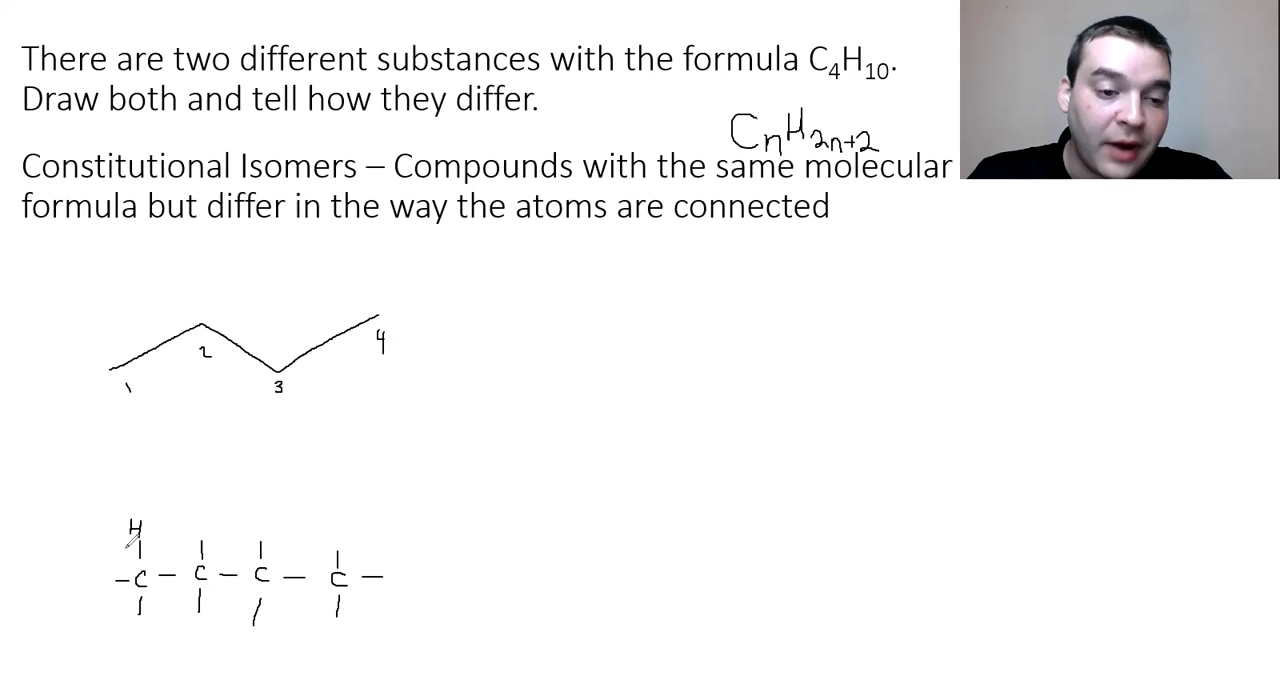 There are two different substances with the formula C₄H₁₀.
Draw both and tell how they differ.
CnH2n+2
Constitutional Isomers – Compounds with the same molecular
formula but differ in the way the atoms are connected
1 2 3 4
H
C C C C